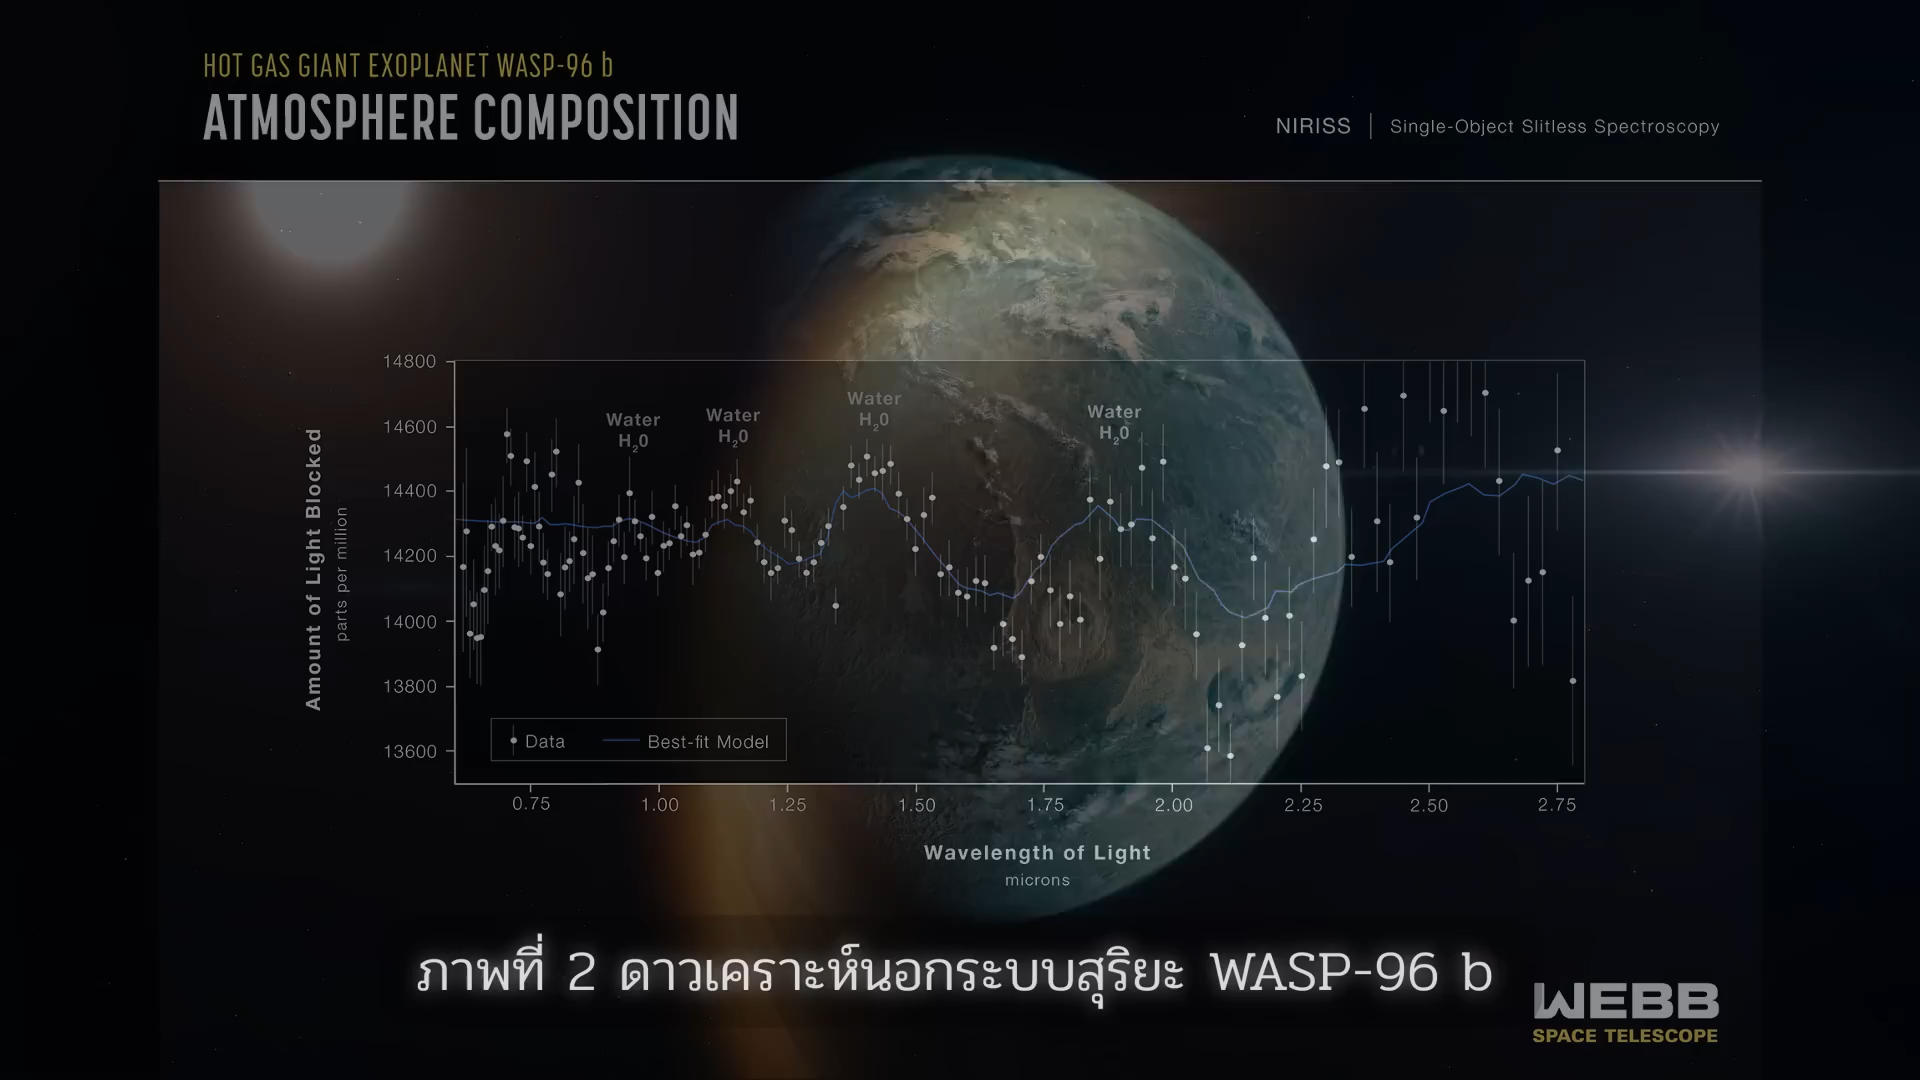 HOT GAS GIANT EXOPLANET WASP-96 b
ATMOSPHERE COMPOSITION
NIRISS | Single-Object Slitless Spectroscopy
14800
14600
14400
14200
14000
13800
13600
Amount of Light Blocked
parts per million
Water
H₂0
Water
H₂0
Water
H₂0
Water
H₂0
Data
Best-fit Model
0.75 1.00 1.25 1.50 1.75 2.00 2.25 2.50 2.75
Wavelength of Light
microns
ภาพที่ 2 ดาวเคราะห์นอกระบบสุริยะ WASP-96 b
WEBB
SPACE TELESCOPE